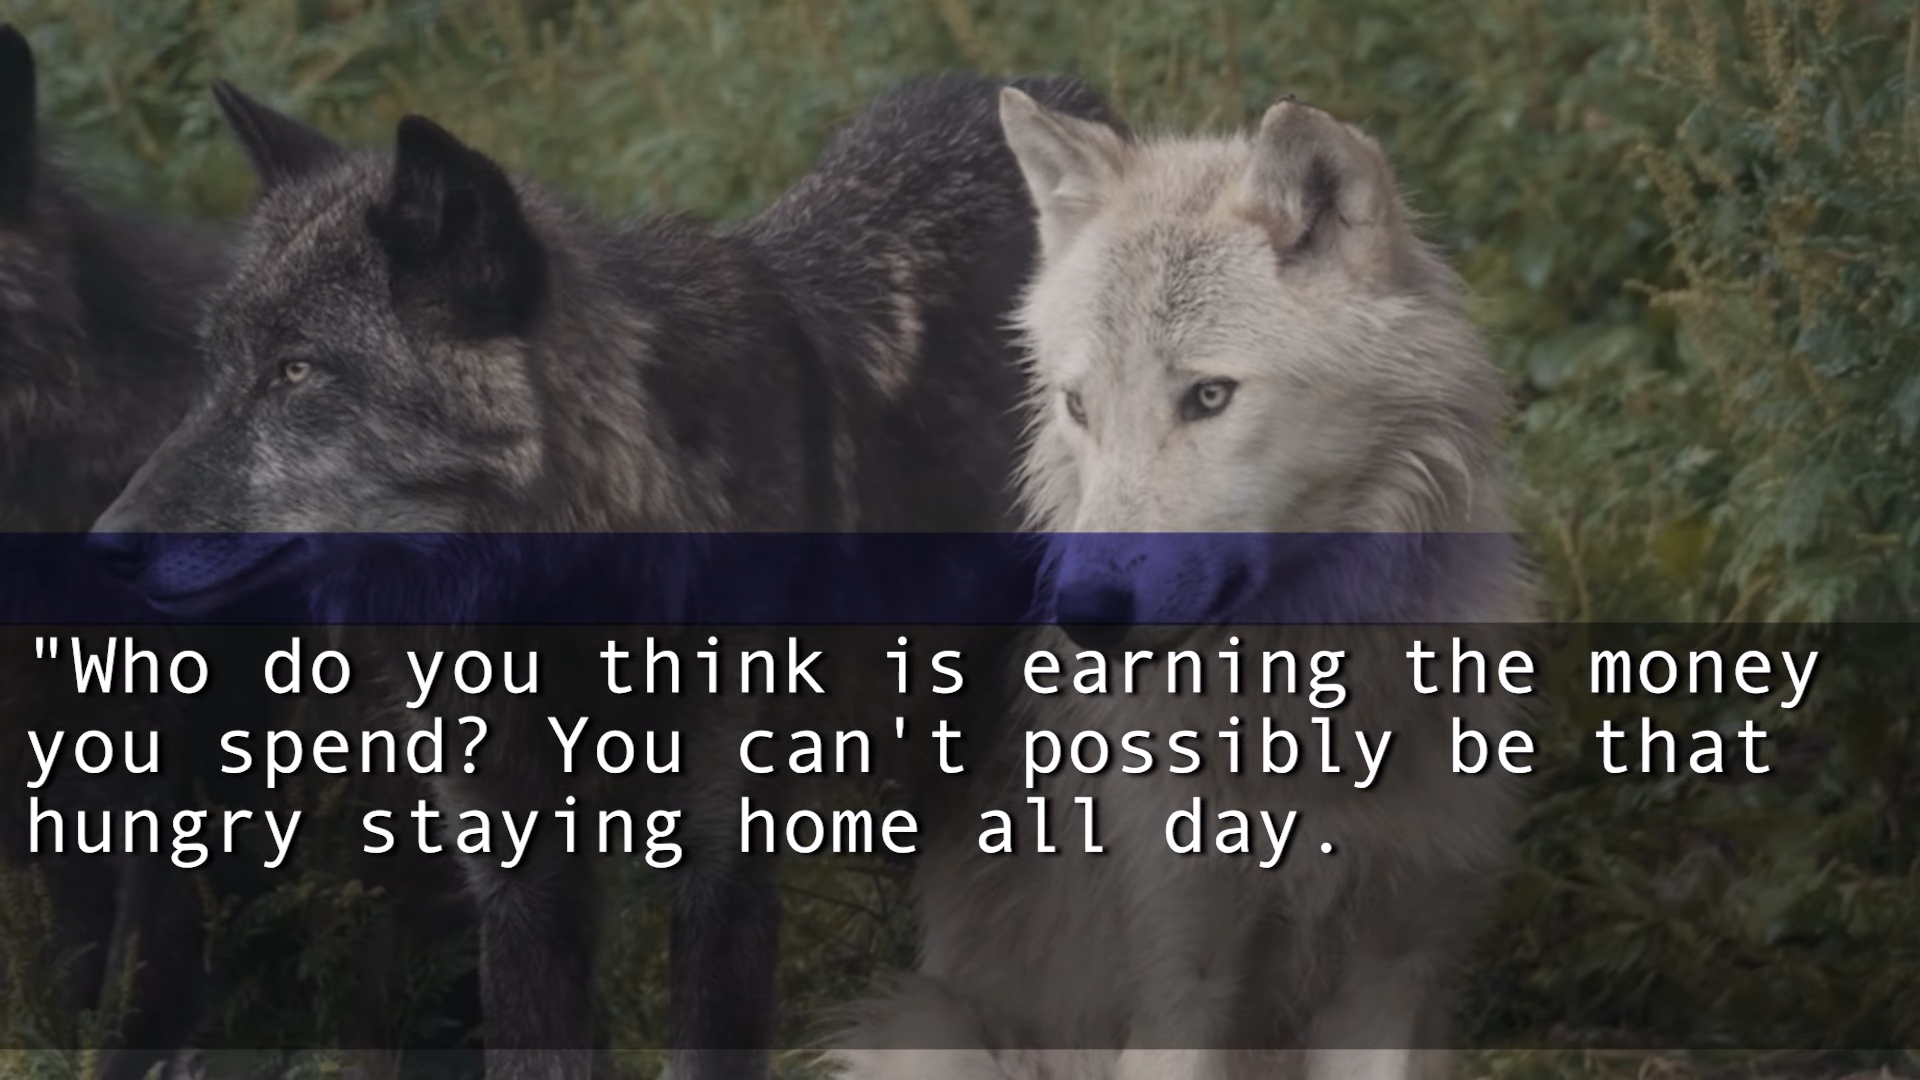 "Who do you think is earning the money
you spend? You can't possibly be that
hungry staying home all day.